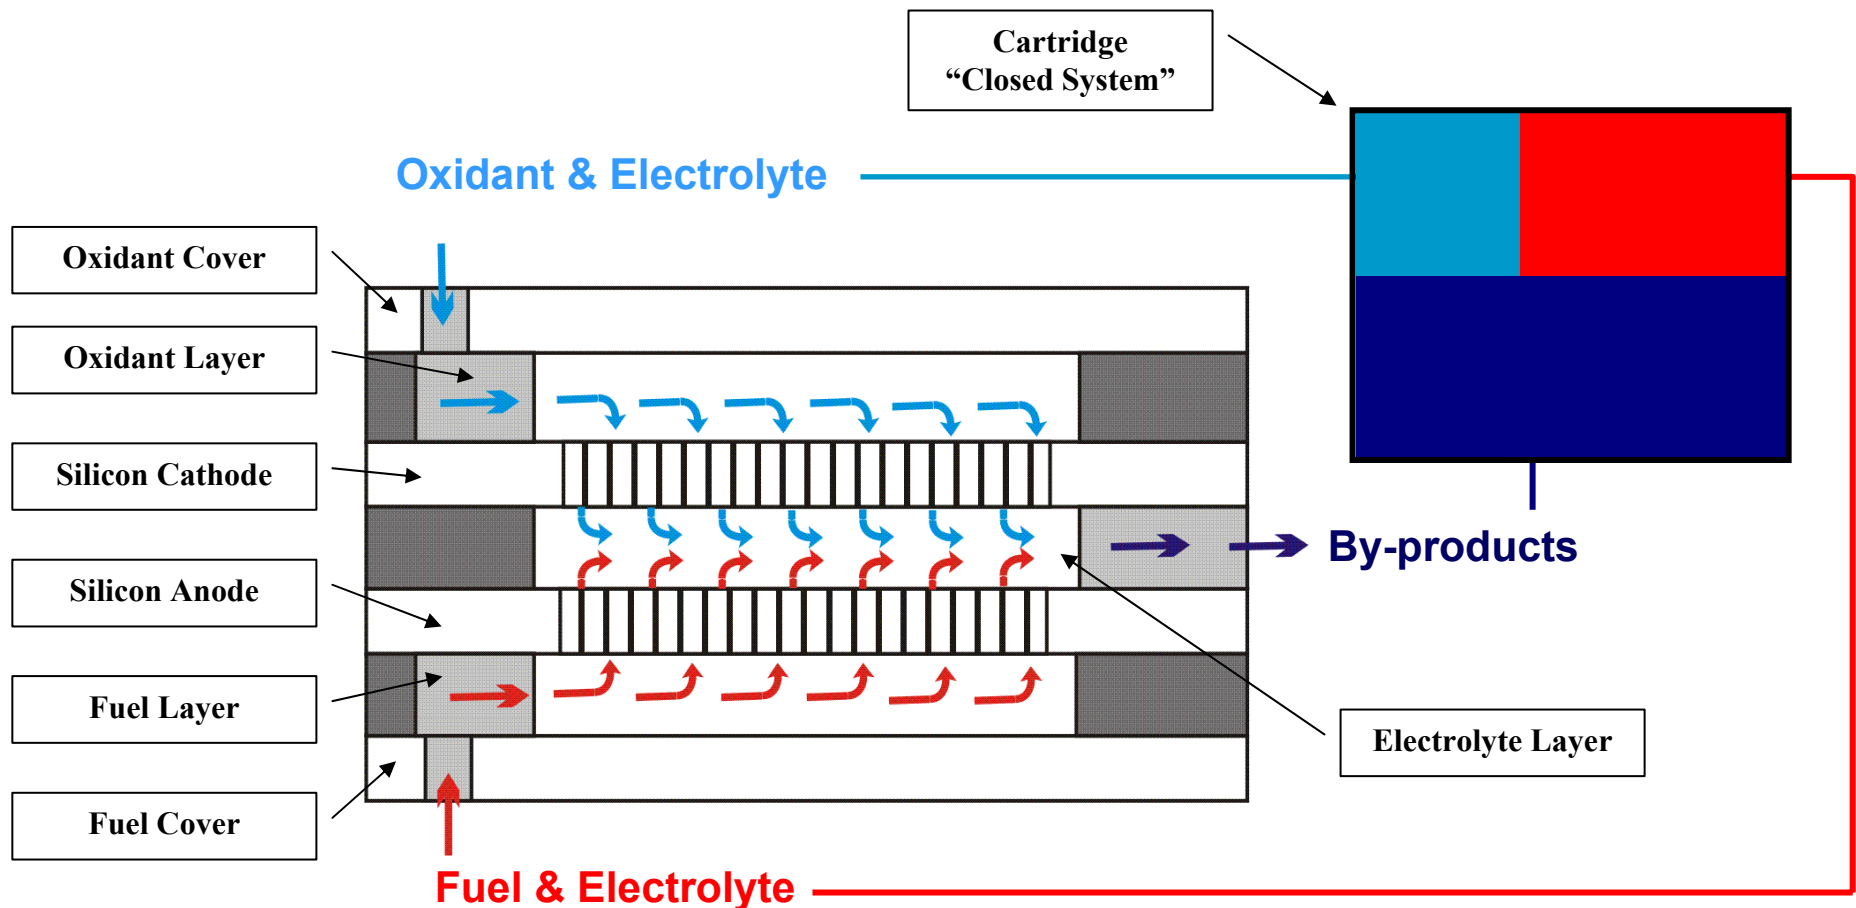 Cartridge
“Closed System”
Oxidant & Electrolyte
Oxidant Cover
Oxidant Layer
Silicon Cathode
Silicon Anode
By-products
Fuel Layer
Electrolyte Layer
Fuel Cover
Fuel & Electrolyte